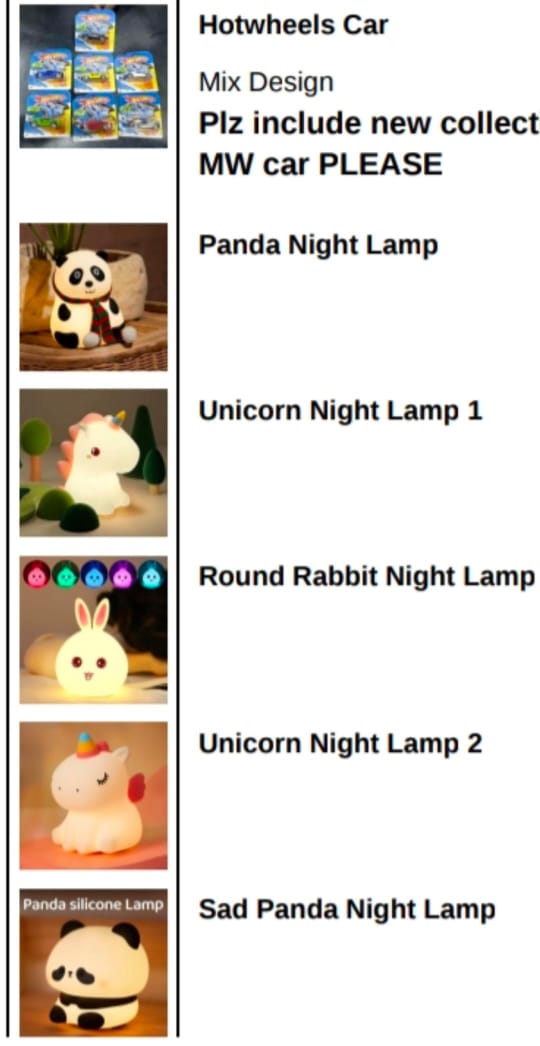 Hotwheels Car
Mix Design
Plz include new collect
MW car PLEASE
Panda Night Lamp
Unicorn Night Lamp 1
Round Rabbit Night Lamp
Unicorn Night Lamp 2
Panda silicone Lamp
Sad Panda Night Lamp